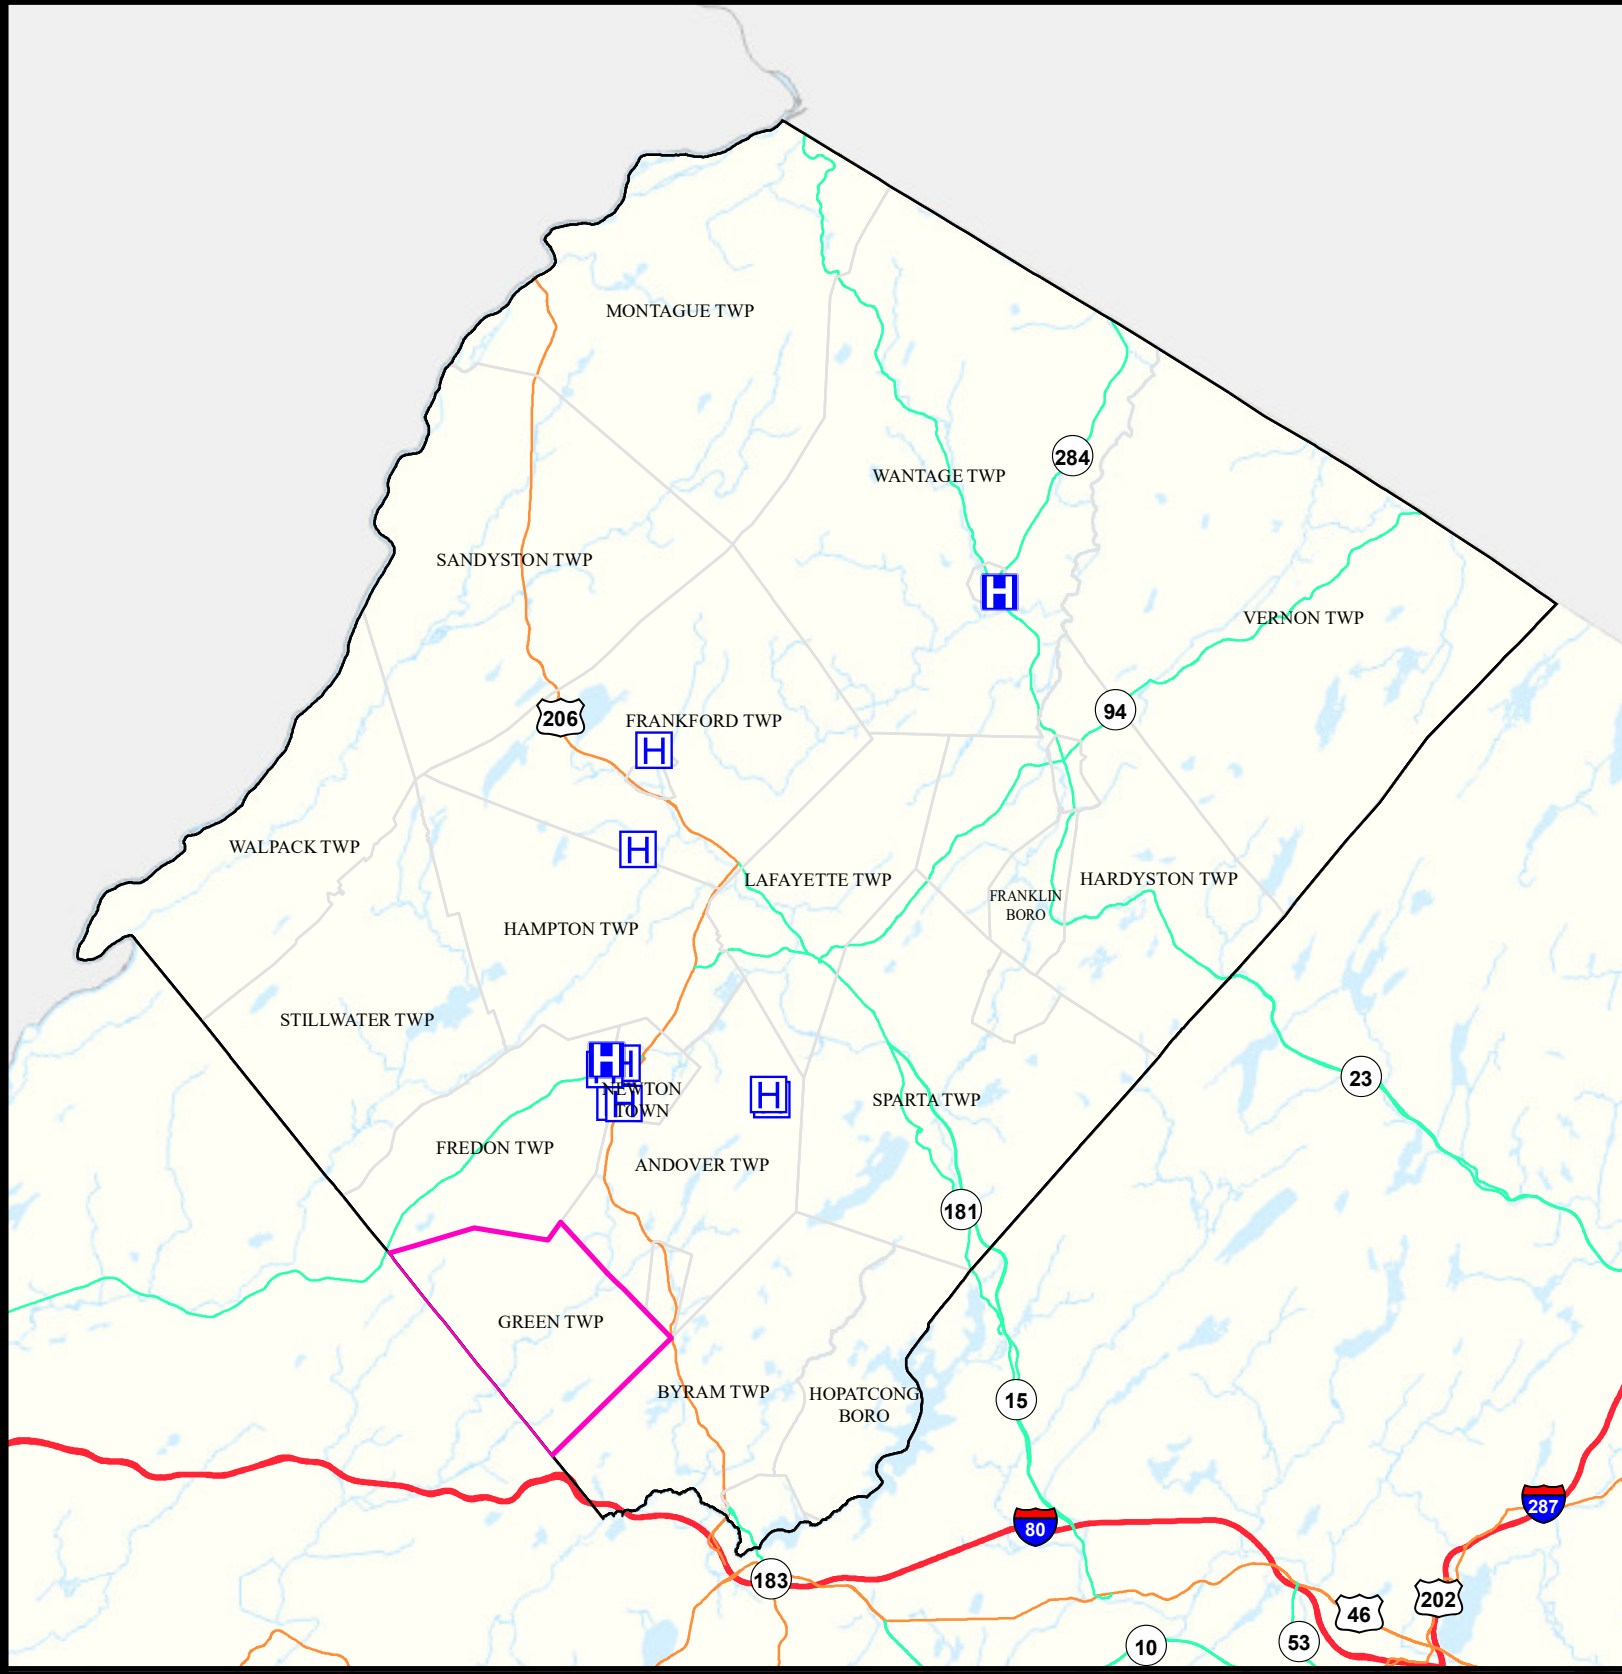 MONTAGUE TWP
284
WANTAGE TWP
SANDYSTON TWP
H
VERNON TWP
94
206
FRANKFORD TWP
H
H
WALPACK TWP
LAFAYETTE TWP
HARDYSTON TWP
FRANKLIN
BORO
HAMPTON TWP
STILLWATER TWP
H
H
23
NEWTON
TOWN
H
H
SPARTA TWP
FREDON TWP
ANDOVER TWP
181
GREEN TWP
BYRAM TWP
HOPATCONG
BORO
15
287
80
183
202
46
53
10